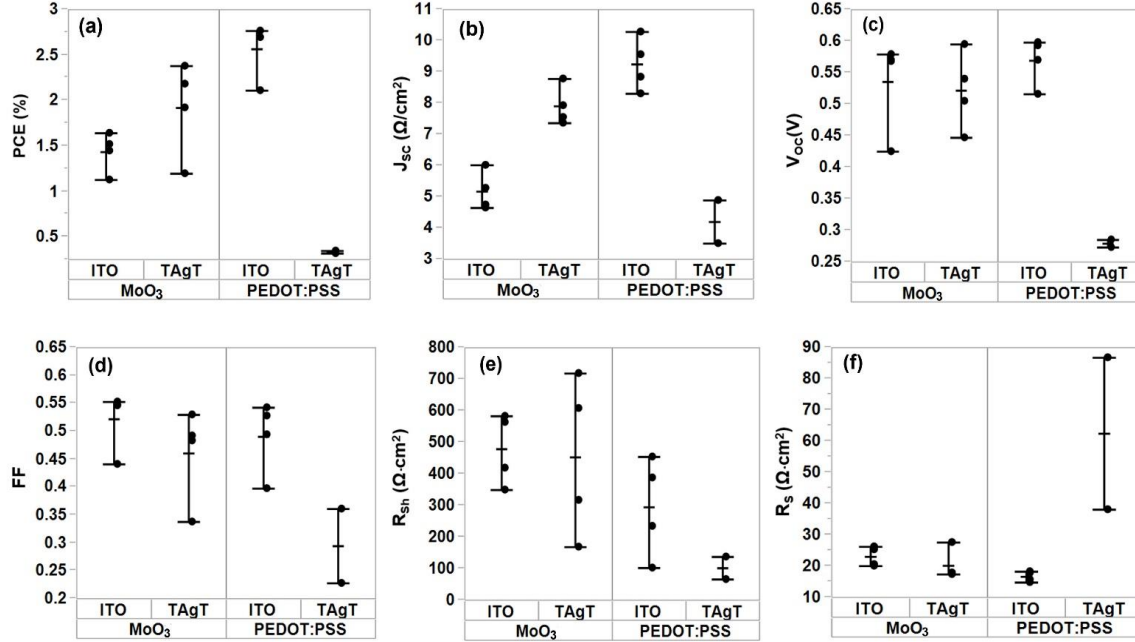 (a)
PCE (%)
3
2.5
2
1.5
1
0.5
ITO TAgT ITO TAgT
MoO₃ PEDOT:PSS
(b)
J_SC (Ω/cm²)
11
10
9
8
7
6
5
4
3
ITO TAgT ITO TAgT
MoO₃ PEDOT:PSS
(c)
V_OC(V)
0.65
0.6
0.55
0.5
0.45
0.4
0.35
0.3
0.25
ITO TAgT ITO TAgT
MoO₃ PEDOT:PSS
(d)
FF
0.65
0.6
0.55
0.5
0.45
0.4
0.35
0.3
0.25
0.2
ITO TAgT ITO TAgT
MoO₃ PEDOT:PSS
(e)
R_Sh (Ω·cm²)
800
700
600
500
400
300
200
100
0
ITO TAgT ITO TAgT
MoO₃ PEDOT:PSS
(f)
R_S (Ω·cm²)
90
80
70
60
50
40
30
20
10
ITO TAgT ITO TAgT
MoO₃ PEDOT:PSS